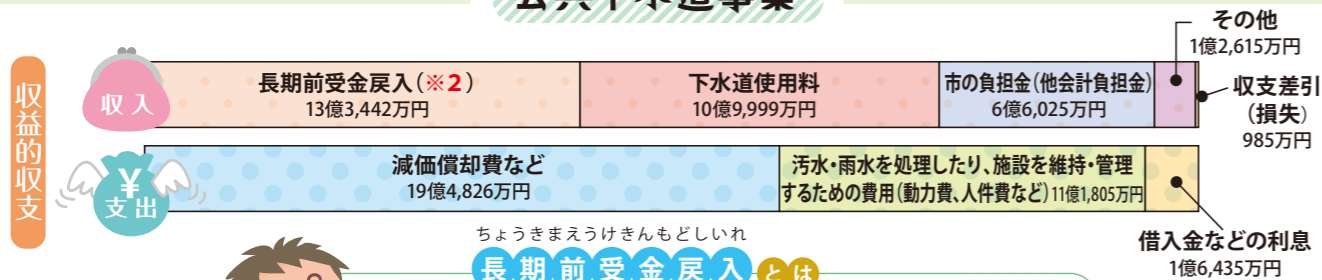 公共下水道事業
収益的収支
収入
長期前受金戻入(※2)
13億3,442万円
下水道使用料
10億9,999万円
市の負担金(他会計負担金)
6億6,025万円
その他
1億2,615万円
収支差引
(損失)
985万円
¥
支出
減価償却費など
19億4,826万円
汚水・雨水を処理したり、施設を維持・管理
するための費用(動力費、人件費など)11億1,805万円
借入金などの利息
1億6,435万円
ちょうきまえうけきんもどしいれ
長期前受金戻入とは